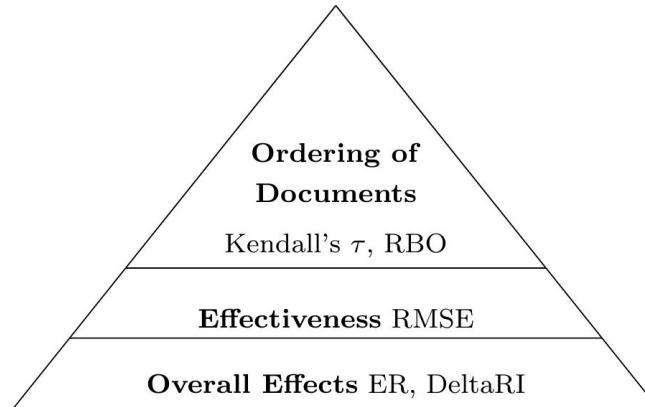 Ordering of
Documents
Kendall's τ, RBO
Effectiveness RMSE
Overall Effects ER, DeltaRI